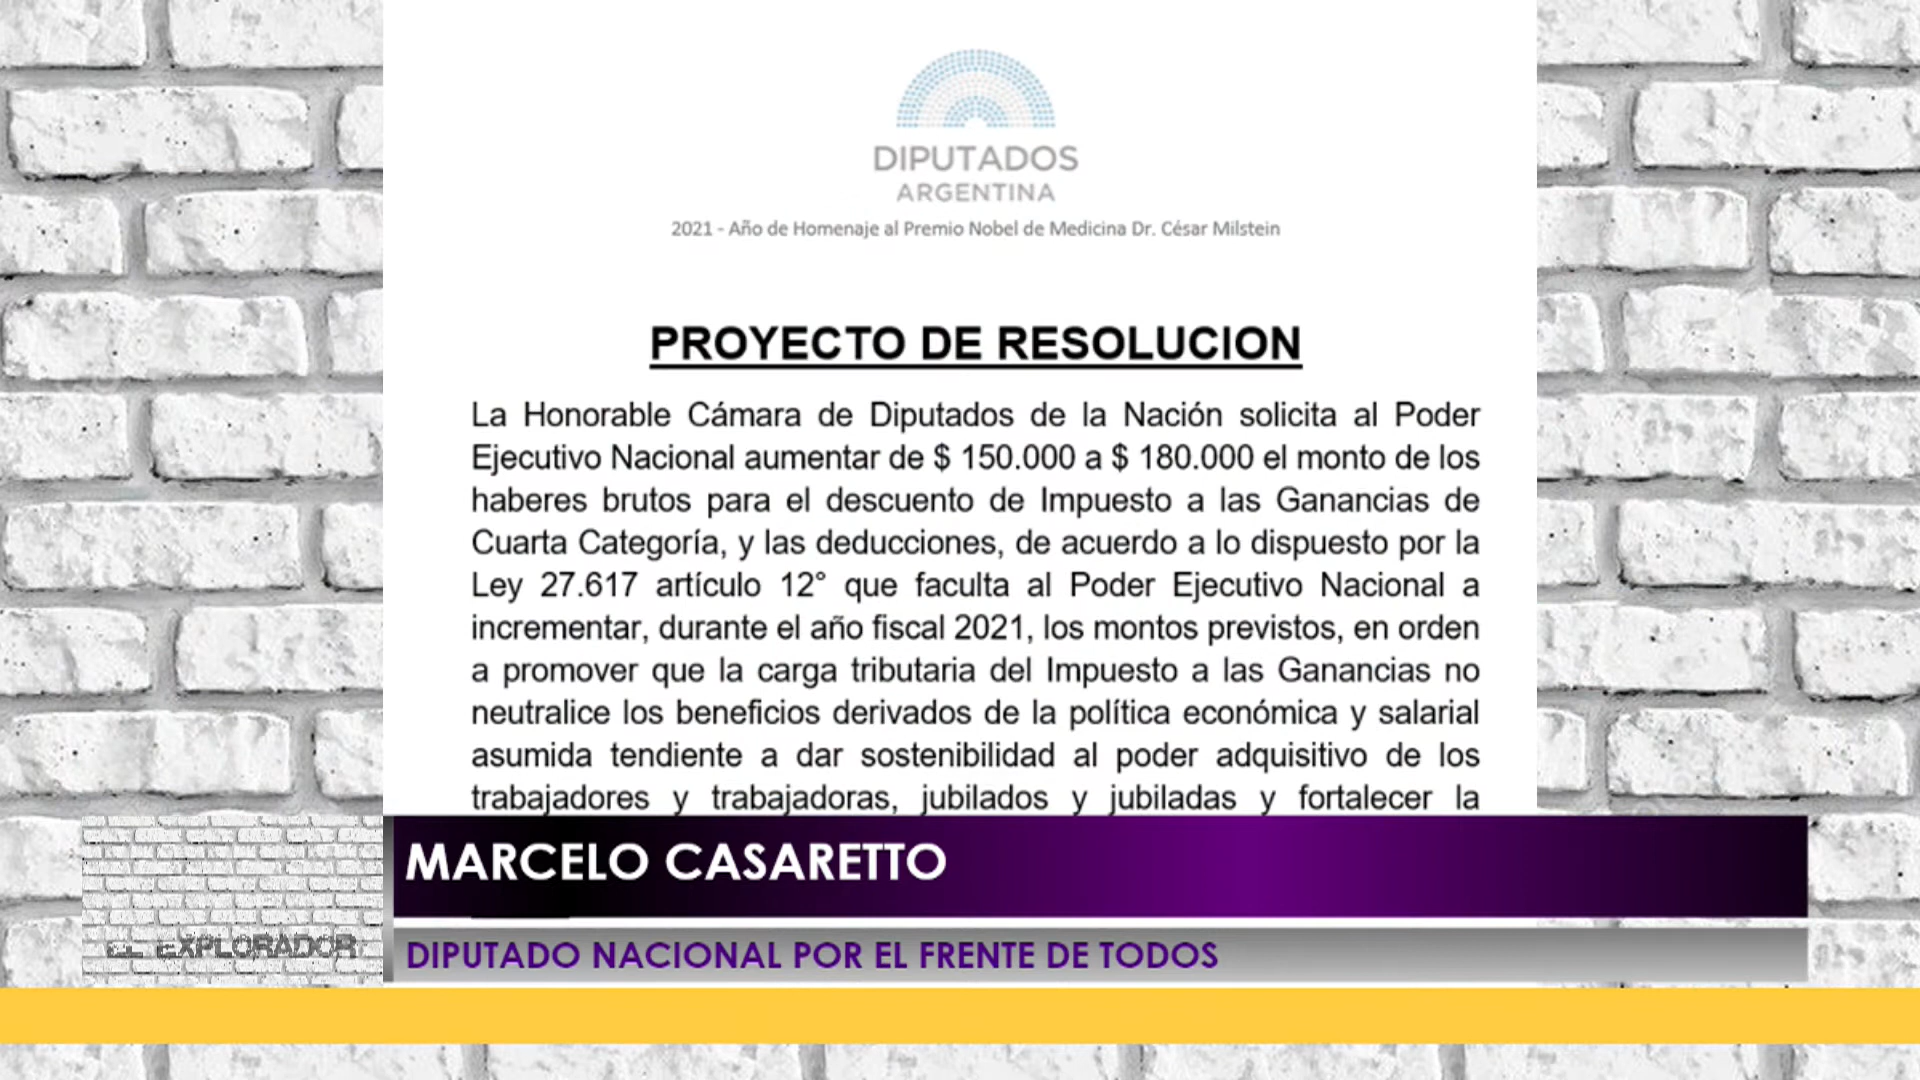 DIPUTADOS
ARGENTINA
2021 - Año de Homenaje al Premio Nobel de Medicina Dr. César Milstein
PROYECTO DE RESOLUCION
La Honorable Cámara de Diputados de la Nación solicita al Poder
Ejecutivo Nacional aumentar de $ 150.000 a $ 180.000 el monto de los
haberes brutos para el descuento de Impuesto a las Ganancias de
Cuarta Categoría, y las deducciones, de acuerdo a lo dispuesto por la
Ley 27.617 artículo 12° que faculta al Poder Ejecutivo Nacional a
incrementar, durante el año fiscal 2021, los montos previstos, en orden
a promover que la carga tributaria del Impuesto a las Ganancias no
neutralice los beneficios derivados de la política económica y salarial
asumida tendiente a dar sostenibilidad al poder adquisitivo de los
trabajadores y trabajadoras, jubilados y jubiladas y fortalecer la
MARCELO CASARETTO
EL EXPLORADOR
DIPUTADO NACIONAL POR EL FRENTE DE TODOS